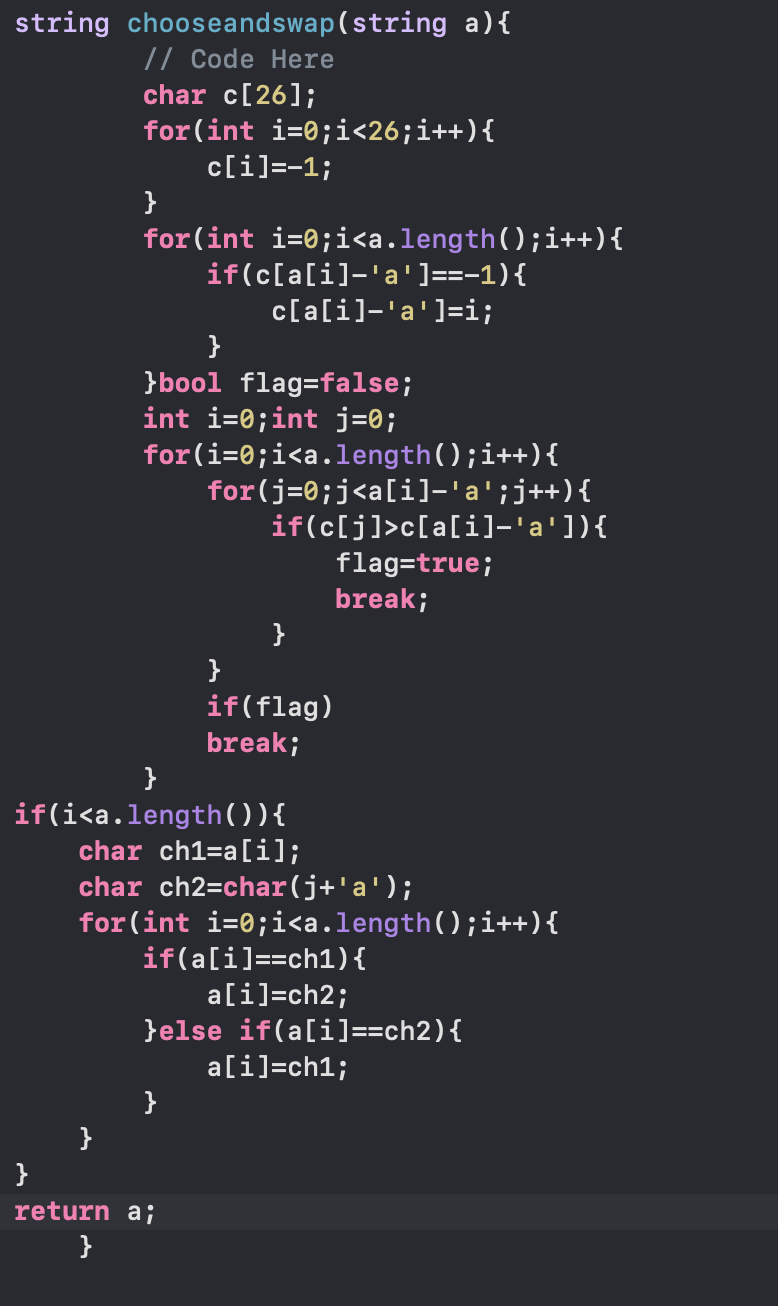 string chooseandswap(string a){
        // Code Here
        char c[26];
        for(int i=0;i<26;i++){
            c[i]=-1;
        }
        for(int i=0;i<a.length();i++){
            if(c[a[i]-'a']==-1){
                c[a[i]-'a']=i;
            }
        }bool flag=false;
        int i=0;int j=0;
        for(i=0;i<a.length();i++){
            for(j=0;j<a[i]-'a';j++){
                if(c[j]>c[a[i]-'a']){
                    flag=true;
                    break;
                }
            }
            if(flag)
            break;
        }
if(i<a.length()){
    char ch1=a[i];
    char ch2=char(j+'a');
    for(int i=0;i<a.length();i++){
        if(a[i]==ch1){
            a[i]=ch2;
        }else if(a[i]==ch2){
            a[i]=ch1;
        }
    }
}
return a;
    }